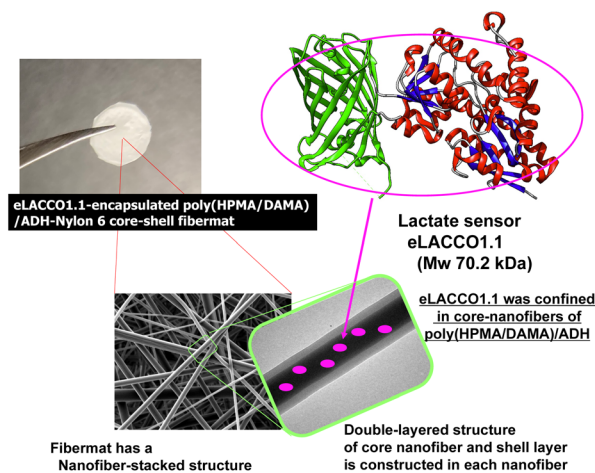 eLACCO1.1-encapsulated poly(HPMA/DAMA)
/ADH-Nylon 6 core-shell fibermat
Lactate sensor
eLACCO1.1
(Mw 70.2 kDa)
eLACCO1.1 was confined
in core-nanofibers of
poly(HPMA/DAMA)/ADH
Fibermat has a
Nanofiber-stacked structure
Double-layered structure
of core nanofiber and shell layer
is constructed in each nanofiber